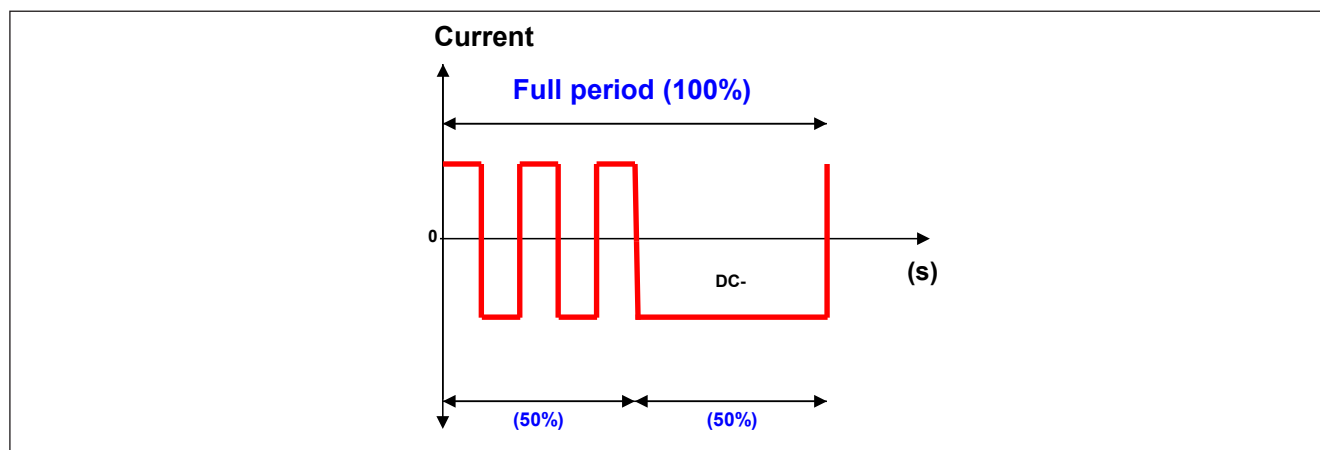 Current
Full period (100%)
0
(s)
DC-
(50%) (50%)